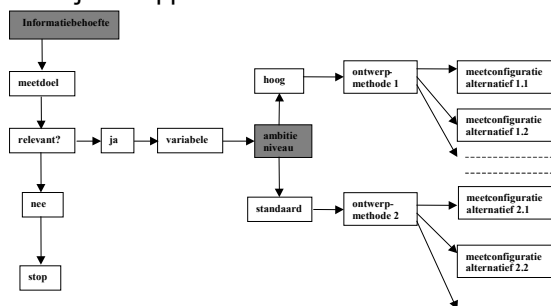 Informatiebehoefte
meetdoel
relevant?
ja
variabele
ambitie
niveau
hoog
ontwerp-
methode 1
meetconfiguratie
alternatief 1.1
meetconfiguratie
alternatief 1.2
nee
stop
standaard
ontwerp-
methode 2
meetconfiguratie
alternatief 2.1
meetconfiguratie
alternatief 2.2